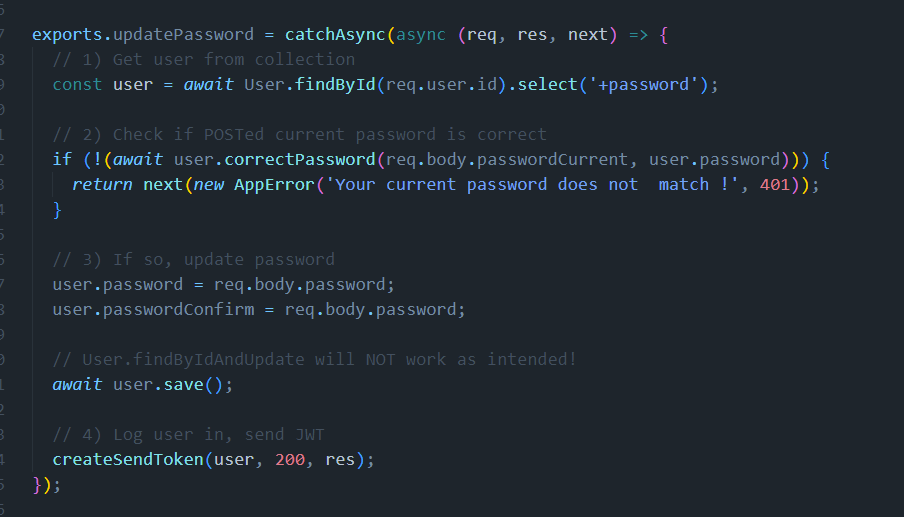 exports.updatePassword = catchAsync(async (req, res, next) => {
// 1) Get user from collection
const user = await User.findById(req.user.id).select('+password');
// 2) Check if POSTed current password is correct
if (!(await user.correctPassword(req.body.passwordCurrent, user.password))) {
return next(new AppError('Your current password does not  match !', 401));
}
// 3) If so, update password
user.password = req.body.password;
user.passwordConfirm = req.body.password;
// User.findByIdAndUpdate will NOT work as intended!
await user.save();
// 4) Log user in, send JWT
createSendToken(user, 200, res);
});